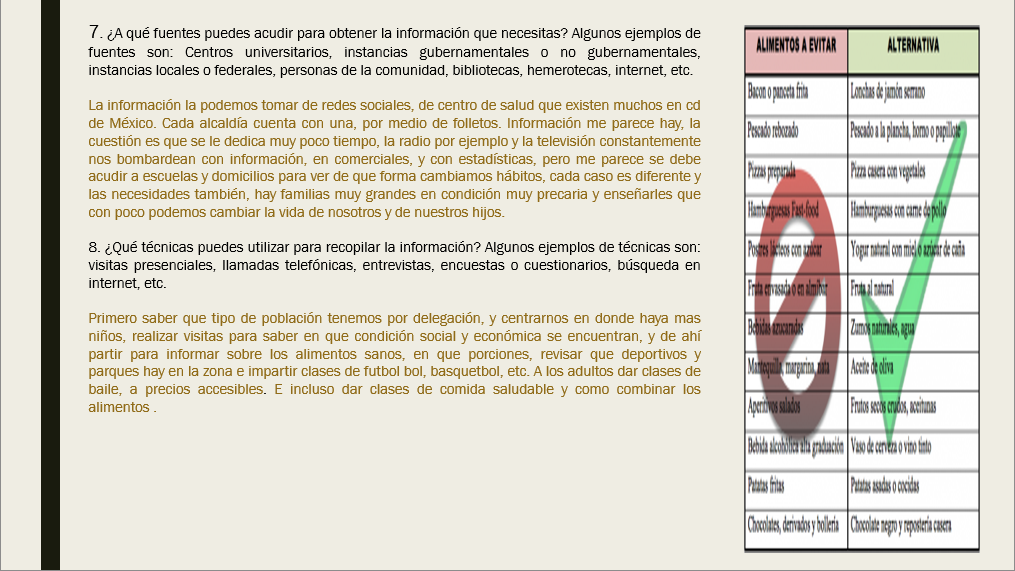 7. ¿A qué fuentes puedes acudir para obtener la información que necesitas? Algunos ejemplos de
fuentes son: Centros universitarios, instancias gubernamentales o no gubernamentales,
instancias locales o federales, personas de la comunidad, bibliotecas, hemerotecas, internet, etc.
La información la podemos tomar de redes sociales, de centro de salud que existen muchos en cd
de México. Cada alcaldía cuenta con una, por medio de folletos. Información me parece hay, la
cuestión es que se le dedica muy poco tiempo, la radio por ejemplo y la televisión constantemente
nos bombardean con información, en comerciales, y con estadísticas, pero me parece se debe
acudir a escuelas y domicilios para ver de que forma cambiamos hábitos, cada caso es diferente y
las necesidades también, hay familias muy grandes en condición muy precaria y enseñarles que
con poco podemos cambiar la vida de nosotros y de nuestros hijos.
8. ¿Qué técnicas puedes utilizar para recopilar la información? Algunos ejemplos de técnicas son:
visitas presenciales, llamadas telefónicas, entrevistas, encuestas o cuestionarios, búsqueda en
internet, etc.
Primero saber que tipo de población tenemos por delegación, y centrarnos en donde haya mas
niños, realizar visitas para saber en que condición social y económica se encuentran, y de ahí
partir para informar sobre los alimentos sanos, en que porciones, revisar que deportivos y
parques hay en la zona e impartir clases de futbol bol, basquetbol, etc. A los adultos dar clases de
baile, a precios accesibles. E incluso dar clases de comida saludable y como combinar los
alimentos .
ALIMENTOS A EVITAR ALTERNATIVA
Bacon o panceta frita Lonchas de jamón serrano
Pescado rebozado Pescado a la plancha, horno o papillote
Pizzas preparada Pizza casera con vegetales
Hamburguesas Fast-food Hamburguesas con carne de pollo
Postres lácteos con azúcar Yogur natural con miel o azúcar de caña
Fruta envasada o en almíbar Fruta al natural
Bebidas azucaradas Zumos naturales, agua
Mantequilla, margarina, nata Aceite de oliva
Aperitivos salados Frutos secos crudos, aceitunas
Bebida alcohólica alta graduación Vaso de cerveza o vino tinto
Patatas fritas Patatas asadas o cocidas
Chocolates, derivados y bollería Chocolate negro y repostería casera